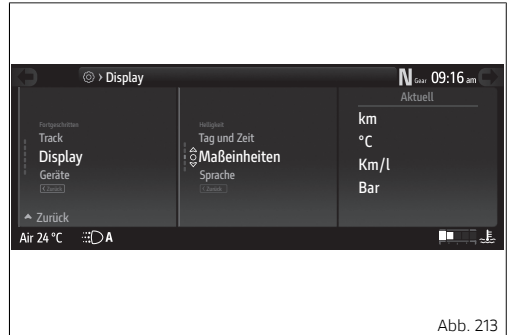 › Display
N Gear 09:16 am
Fortgeschritten
Track
Display
Geräte
Zurück
Zurück
Helligkeit
Tag und Zeit
Maßeinheiten
Sprache
Zurück
Aktuell
km
°C
Km/l
Bar
Air 24 °C
A
Abb. 213